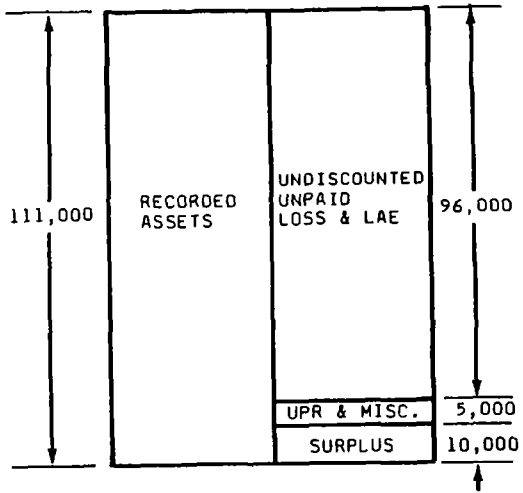 111,000
RECORDED
ASSETS
UNDISCOUNTED
UNPAID
LOSS & LAE
96,000
UPR & MISC.
5,000
SURPLUS
10,000